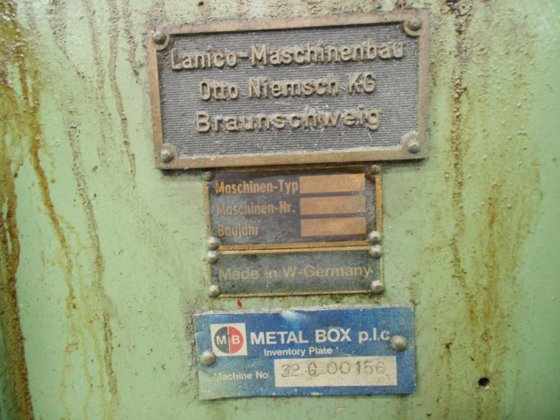 Lanico-Maschinenbau
Otto Niemsch KG
Braunschweig
Maschinen-Typ
Maschinen-Nr.
Baujahr
Made in W-Germany
MB METAL BOX p.l.c.
Inventory Plate
Machine No. 32 G 00156